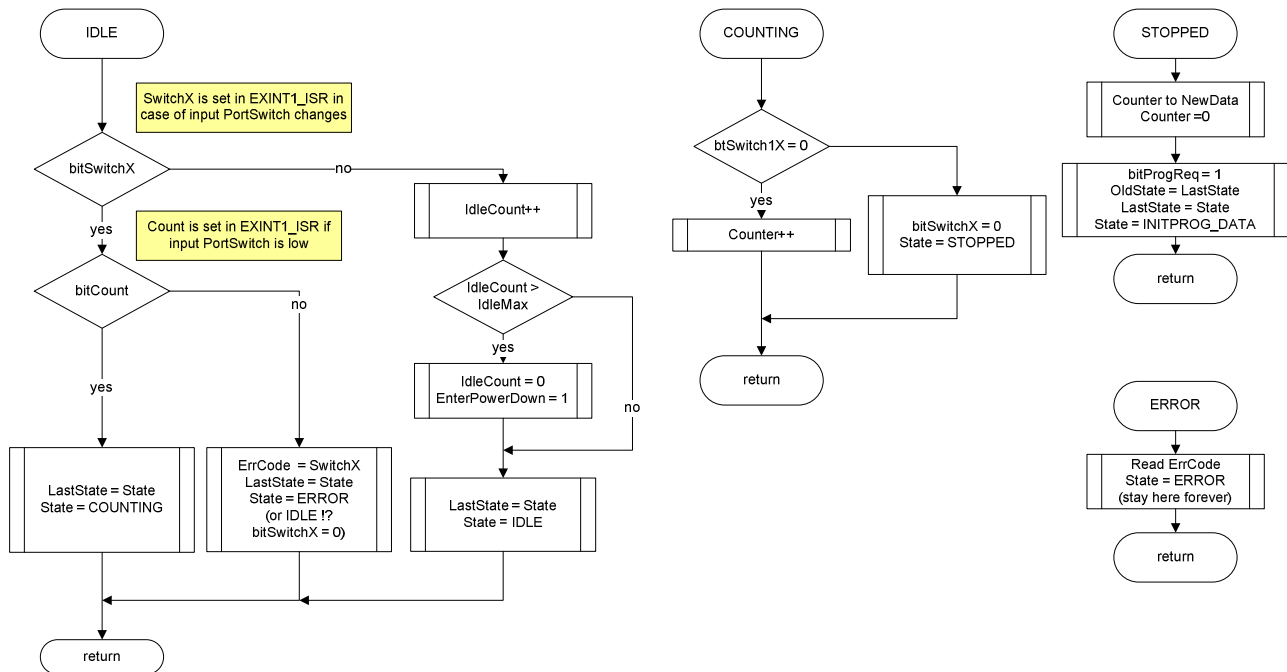 IDLE
SwitchX is set in EXINT1_ISR in
case of input PortSwitch changes
bitSwitchX
no
yes
Count is set in EXINT1_ISR if
input PortSwitch is low
bitCount
no
yes
IdleCount++
IdleCount >
IdleMax
yes
no
IdleCount = 0
EnterPowerDown = 1
LastState = State
State = COUNTING
ErrCode = SwitchX
LastState = State
State = ERROR
(or IDLE !?
bitSwitchX = 0)
LastState = State
State = IDLE
return
COUNTING
btSwitch1X = 0
yes
Counter++
bitSwitchX = 0
State = STOPPED
return
STOPPED
Counter to NewData
Counter =0
bitProgReq = 1
OldState = LastState
LastState = State
State = INITPROG_DATA
return
ERROR
Read ErrCode
State = ERROR
(stay here forever)
return